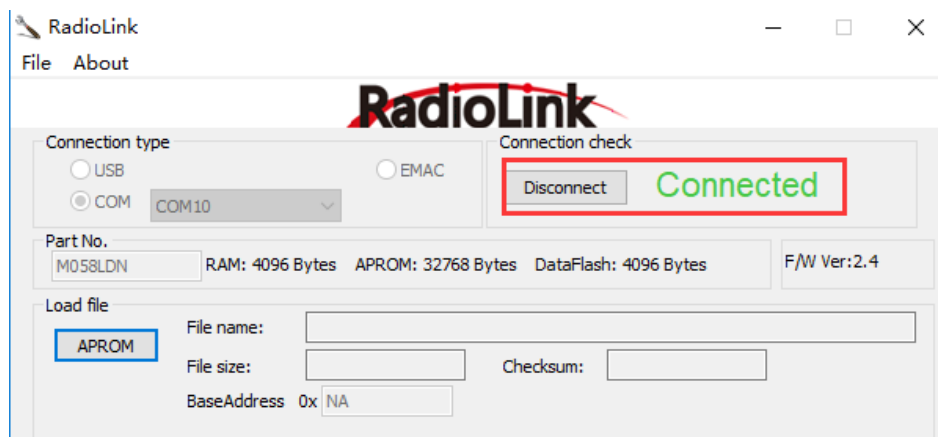 RadioLink
File About
RadioLink
Connection type
USB
EMAC
COM
COM10
Connection check
Disconnect
Connected
Part No.
M058LDN
RAM: 4096 Bytes APROM: 32768 Bytes DataFlash: 4096 Bytes
F/W Ver:2.4
Load file
APROM
File name:
File size:
Checksum:
BaseAddress 0x NA